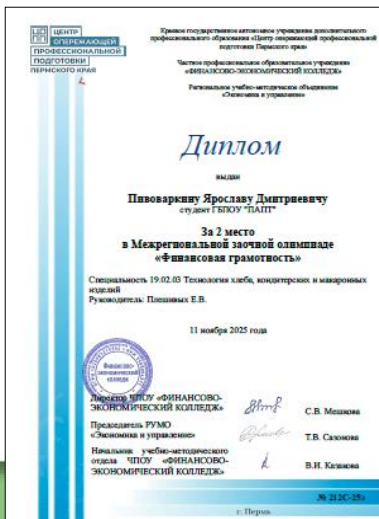 ЦЕНТР
ОПЕРЕЖАЮЩЕЙ
ПРОФЕССИОНАЛЬНОЙ
ПОДГОТОВКИ
ПЕРМСКОГО КРАЯ
Краевое государственное автономное учреждение дополнительного
профессионального образования «Центр опережающей профессиональной
подготовки Пермского края»
Частное профессиональное образовательное учреждение
«ФИНАНСОВО-ЭКОНОМИЧЕСКИЙ КОЛЛЕДЖ»
Региональное учебно-методическое объединение
«Экономика и управление»
Диплом
выдан
Пивоваркину Ярославу Дмитриевичу
студент ГБПОУ "ПАПТ"
За 2 место
в Межрегиональной заочной олимпиаде
«Финансовая грамотность»
Специальность 19.02.03 Технология хлеба, кондитерских и макаронных
изделий
Руководитель: Плешивых Е.В.
11 ноября 2025 года
Финансово-
экономический
колледж
Директор ЧПОУ «ФИНАНСОВО-
ЭКОНОМИЧЕСКИЙ КОЛЛЕДЖ»
С.В. Мешкова
Председатель РУМО
«Экономика и управление»
Т.В. Сазонова
Начальник учебно-методического
отдела ЧПОУ «ФИНАНСОВО-
ЭКОНОМИЧЕСКИЙ КОЛЛЕДЖ»
В.И. Казакова
г. Пермь